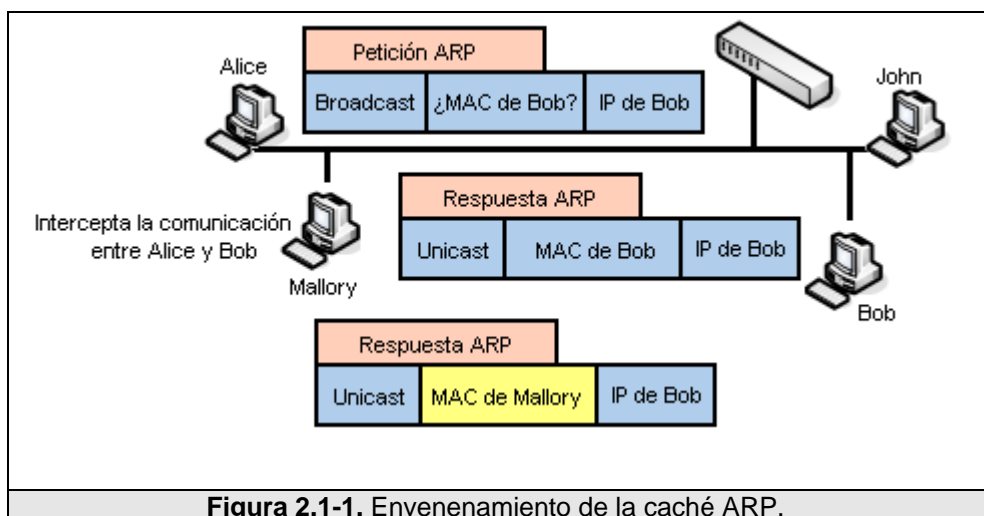 Petición ARP
Alice
John
Broadcast ¿MAC de Bob? IP de Bob
Respuesta ARP
Intercepta la comunicación
entre Alice y Bob
Unicast MAC de Bob IP de Bob
Mallory
Bob
Respuesta ARP
Unicast MAC de Mallory IP de Bob
Figura 2.1-1. Envenenamiento de la caché ARP.